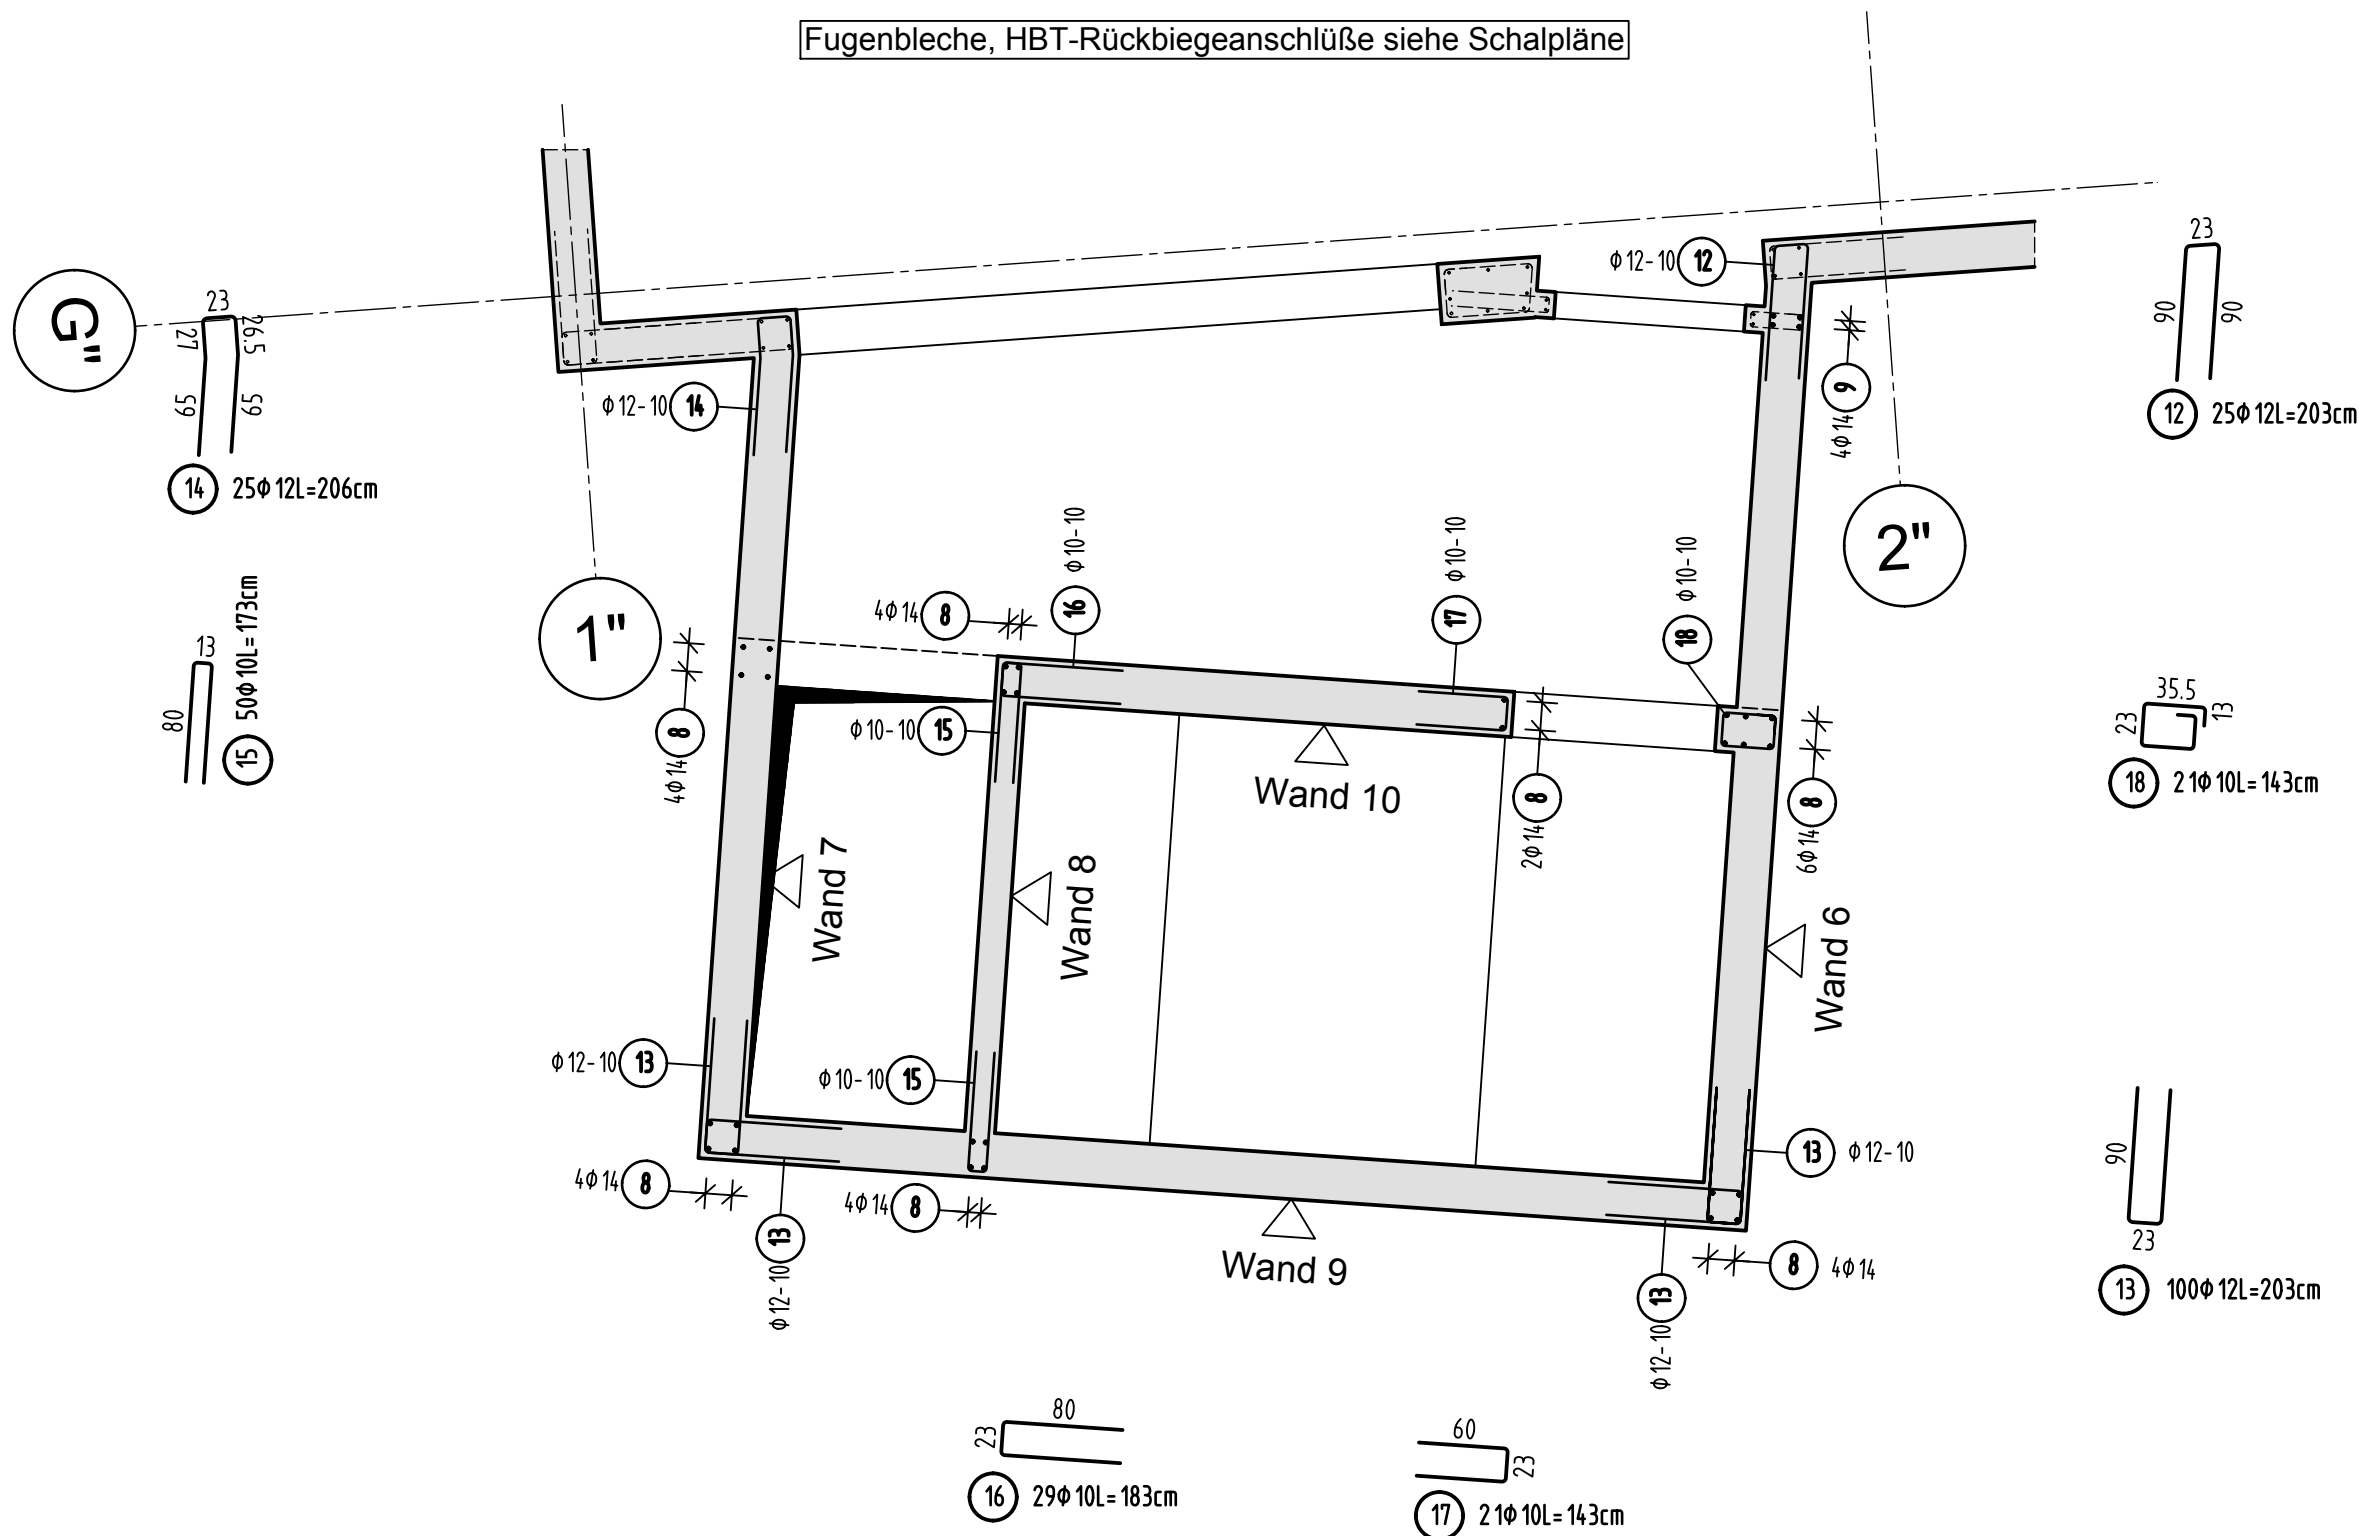 Fugenbleche, HBT-Rückbiegeanschlüße siehe Schalpläne
G"
23
27
26.5
59
59
14 25Φ12L=206cm
Φ12-10 14
Φ12-10 12
9
4Φ14
23
90
90
12 25Φ12L=203cm
1"
2"
13
80
15 50Φ10L=173cm
4Φ14 8
16 Φ10-10
17 Φ10-10
18 Φ10-10
8
4Φ14
Φ10-10 15
Wand 10
8
2Φ14
8
6Φ14
35.5
23
13
18 21Φ10L=143cm
Wand 7
Wand 8
Wand 6
Φ12-10 13
Φ10-10 15
13 Φ12-10
4Φ14 8
13
Φ12-10
4Φ14 8
Wand 9
13
Φ12-10
8 4Φ14
90
23
13 100Φ12L=203cm
80
23
16 29Φ10L=183cm
60
23
17 21Φ10L=143cm